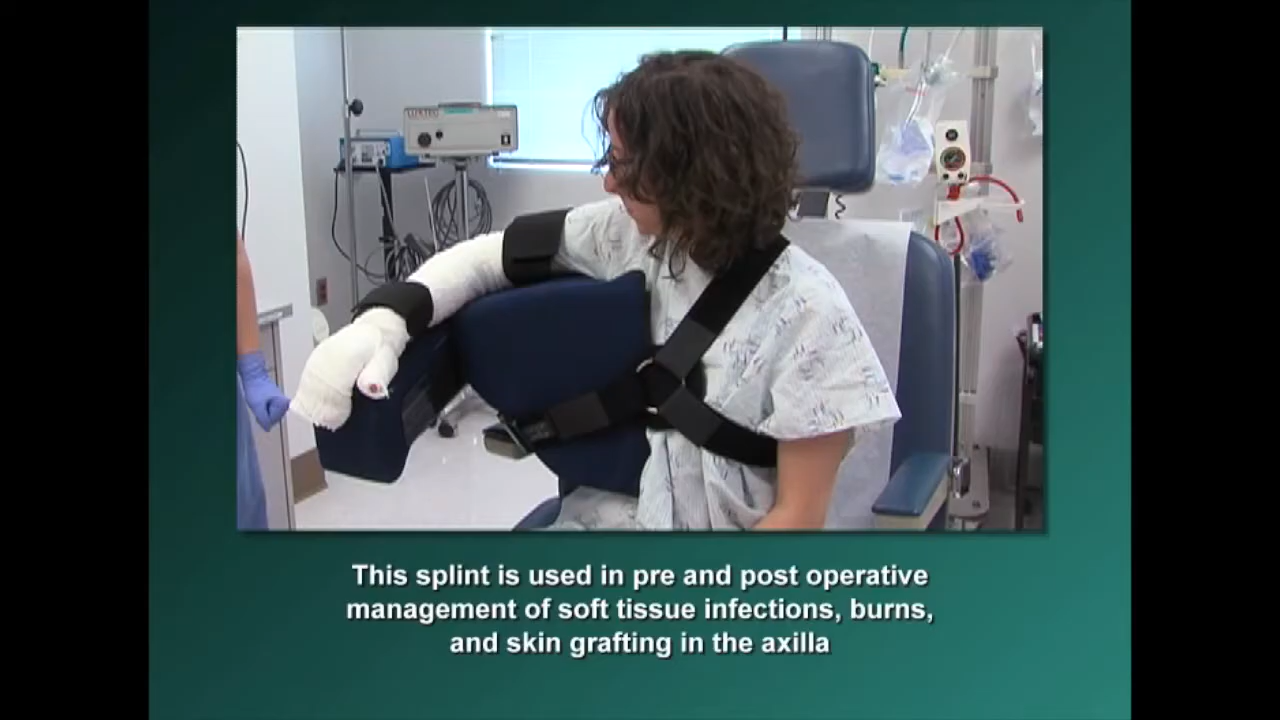 LUXTEC
This splint is used in pre and post operative
management of soft tissue infections, burns,
and skin grafting in the axilla